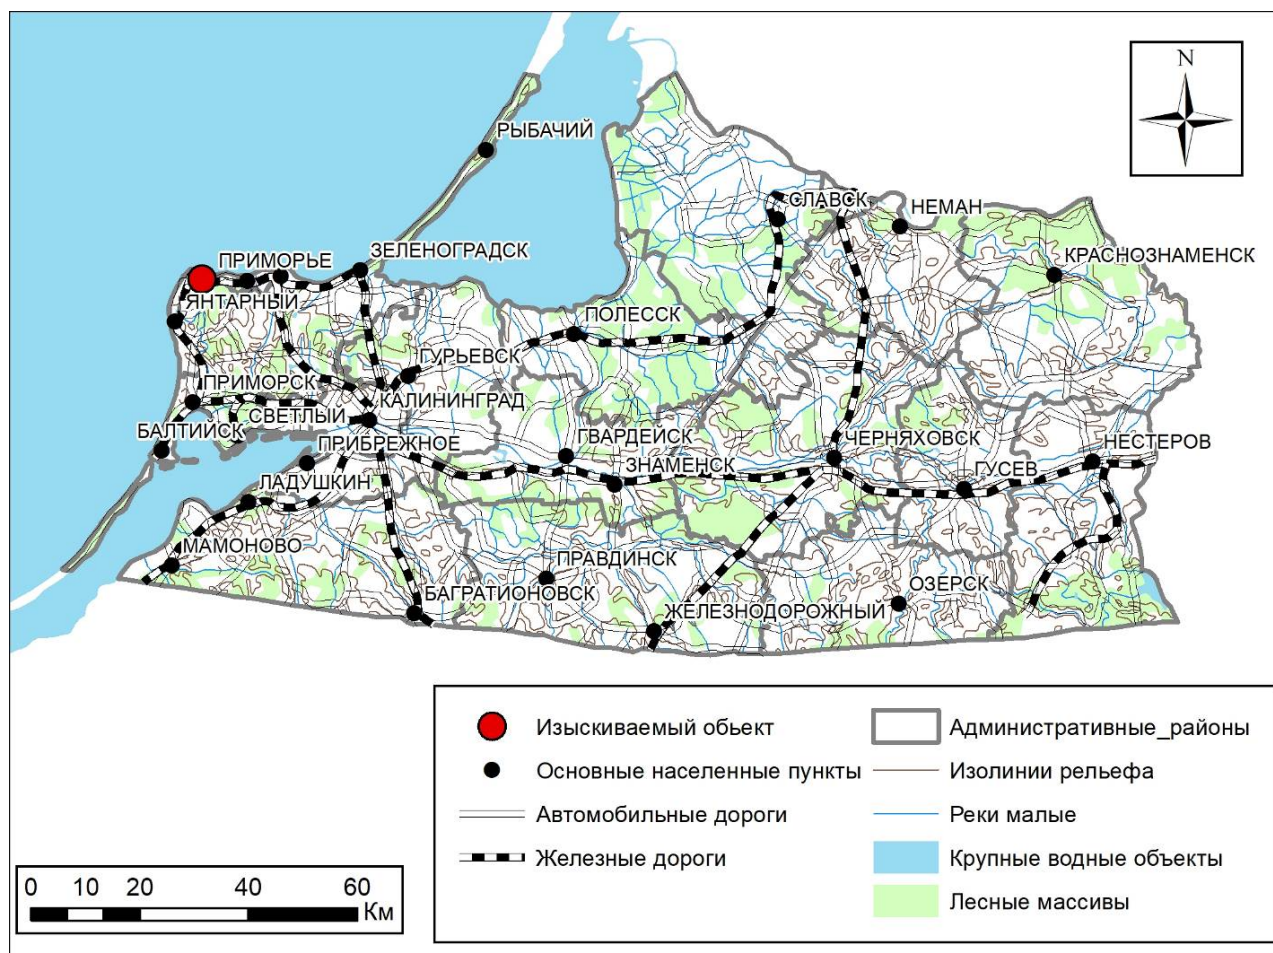 N
РЫБАЧИЙ
СЛАВСК
НЕМАН
ЗЕЛЕНОГРАДСК
ПРИМОРЬЕ
КРАСНОЗНАМЕНСК
ЯНТАРНЫЙ
ПОЛЕССК
ГУРЬЕВСК
ПРИМОРСК
КАЛИНИНГРАД
СВЕТЛЫЙ
БАЛТИЙСК
ПРИБРЕЖНОЕ
ГВАРДЕЙСК
ЧЕРНЯХОВСК
НЕСТЕРОВ
ЗНАМЕНСК
ГУСЕВ
ЛАДУШКИН
МАМОНОВО
ПРАВДИНСК
ОЗЕРСК
БАГРАТИОНОВСК
ЖЕЛЕЗНОДОРОЖНЫЙ
Изыскиваемый обьект
Основные населенные пункты
Автомобильные дороги
Железные дороги
Административные_районы
Изолинии рельефа
Реки малые
Крупные водные объекты
Лесные массивы
0 10 20 40 60
Км